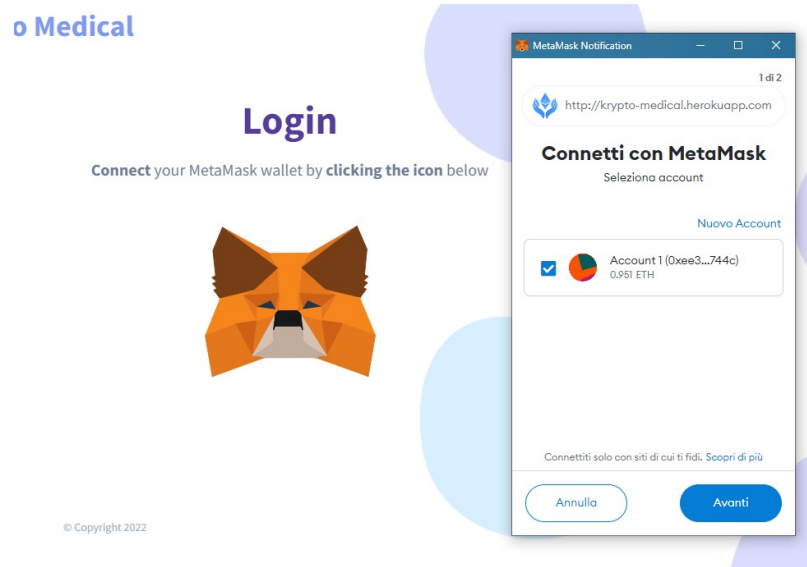 o Medical
Login
Connect your MetaMask wallet by clicking the icon below
© Copyright 2022
MetaMask Notification
1 di 2
http://krypto-medical.herokuapp.com
Connetti con MetaMask
Seleziona account
Nuovo Account
Account 1 (0xee3...744c)
0.951 ETH
Connettiti solo con siti di cui ti fidi. Scopri di più
Annulla
Avanti